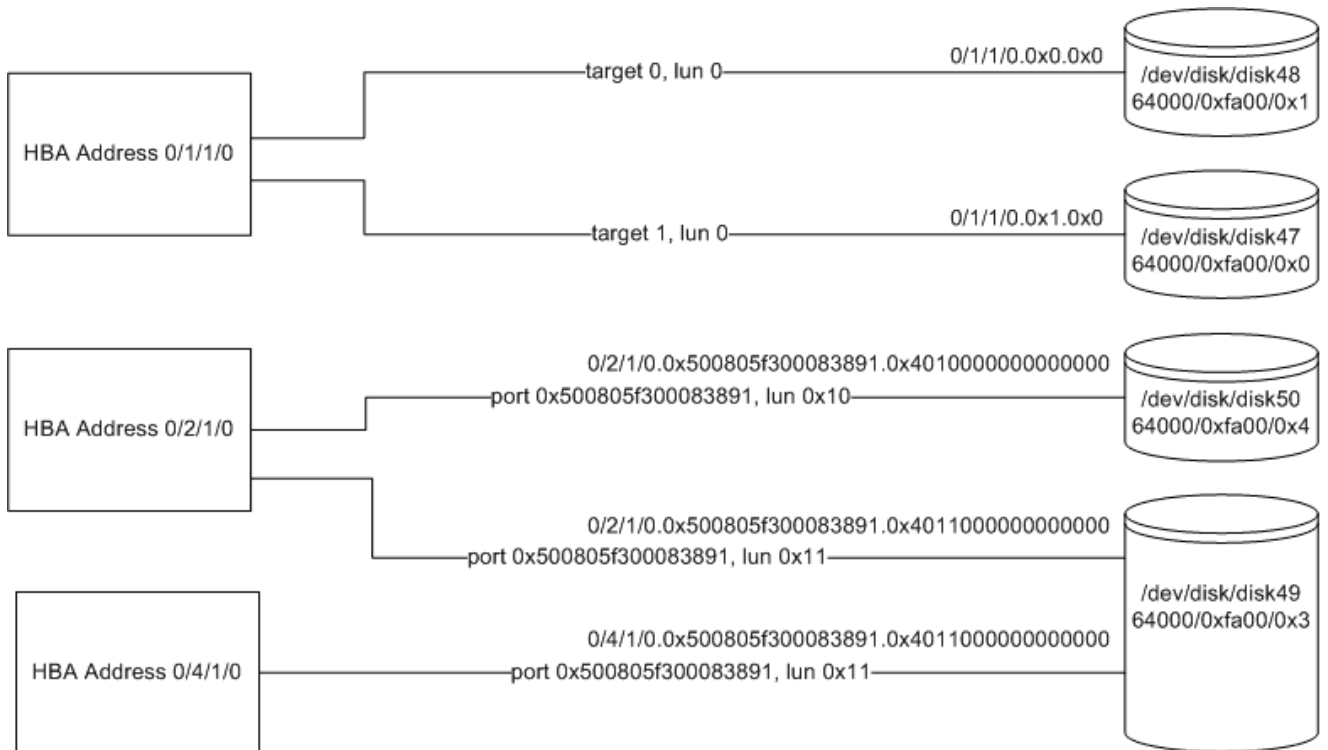 0/1/1/0.0x0.0x0
target 0, lun 0
/dev/disk/disk48
64000/0xfa00/0x1
HBA Address 0/1/1/0
0/1/1/0.0x1.0x0
target 1, lun 0
/dev/disk/disk47
64000/0xfa00/0x0
0/2/1/0.0x500805f300083891.0x4010000000000000
port 0x500805f300083891, lun 0x10
/dev/disk/disk50
64000/0xfa00/0x4
HBA Address 0/2/1/0
0/2/1/0.0x500805f300083891.0x4011000000000000
port 0x500805f300083891, lun 0x11
/dev/disk/disk49
64000/0xfa00/0x3
0/4/1/0.0x500805f300083891.0x4011000000000000
HBA Address 0/4/1/0
port 0x500805f300083891, lun 0x11